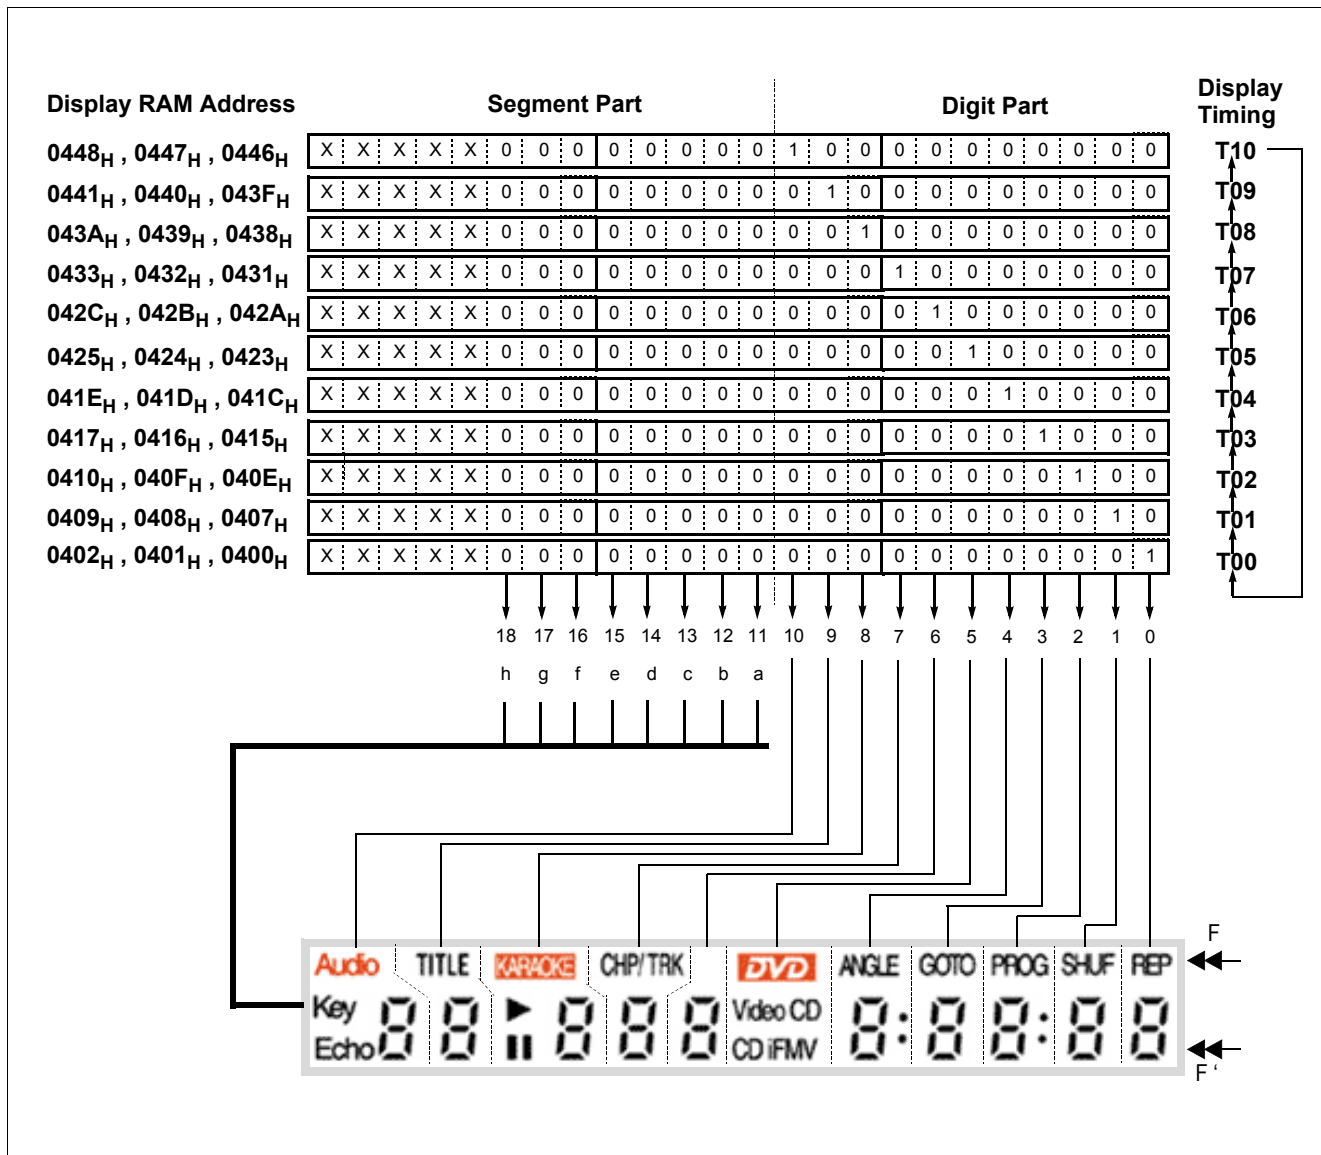 Display RAM Address Segment Part Digit Part Display Timing
0448H , 0447H , 0446H X X X X X 0 0 0 0 0 0 0 0 1 0 0 0 0 0 0 0 0 0 0 T10
0441H , 0440H , 043FH X X X X X 0 0 0 0 0 0 0 0 0 1 0 0 0 0 0 0 0 0 0 T09
043AH , 0439H , 0438H X X X X X 0 0 0 0 0 0 0 0 0 0 1 0 0 0 0 0 0 0 0 T08
0433H , 0432H , 0431H X X X X X 0 0 0 0 0 0 0 0 0 0 0 1 0 0 0 0 0 0 0 T07
042CH , 042BH , 042AH X X X X X 0 0 0 0 0 0 0 0 0 0 0 0 1 0 0 0 0 0 0 T06
0425H , 0424H , 0423H X X X X X 0 0 0 0 0 0 0 0 0 0 0 0 0 1 0 0 0 0 0 T05
041EH , 041DH , 041CH X X X X X 0 0 0 0 0 0 0 0 0 0 0 0 0 0 1 0 0 0 0 T04
0417H , 0416H , 0415H X X X X X 0 0 0 0 0 0 0 0 0 0 0 0 0 0 0 1 0 0 0 T03
0410H , 040FH , 040EH X X X X X 0 0 0 0 0 0 0 0 0 0 0 0 0 0 0 0 1 0 0 T02
0409H , 0408H , 0407H X X X X X 0 0 0 0 0 0 0 0 0 0 0 0 0 0 0 0 0 1 0 T01
0402H , 0401H , 0400H X X X X X 0 0 0 0 0 0 0 0 0 0 0 0 0 0 0 0 0 0 1 T00
18 17 16 15 14 13 12 11 10 9 8 7 6 5 4 3 2 1 0
h g f e d c b a
Audio TITLE KARAOKE CHP/TRK DVD ANGLE GOTO PROG SHUF REP F
Key Video CD
Echo 8 8 8 8 8 CD iFMV 8:8 8:8 8 F '